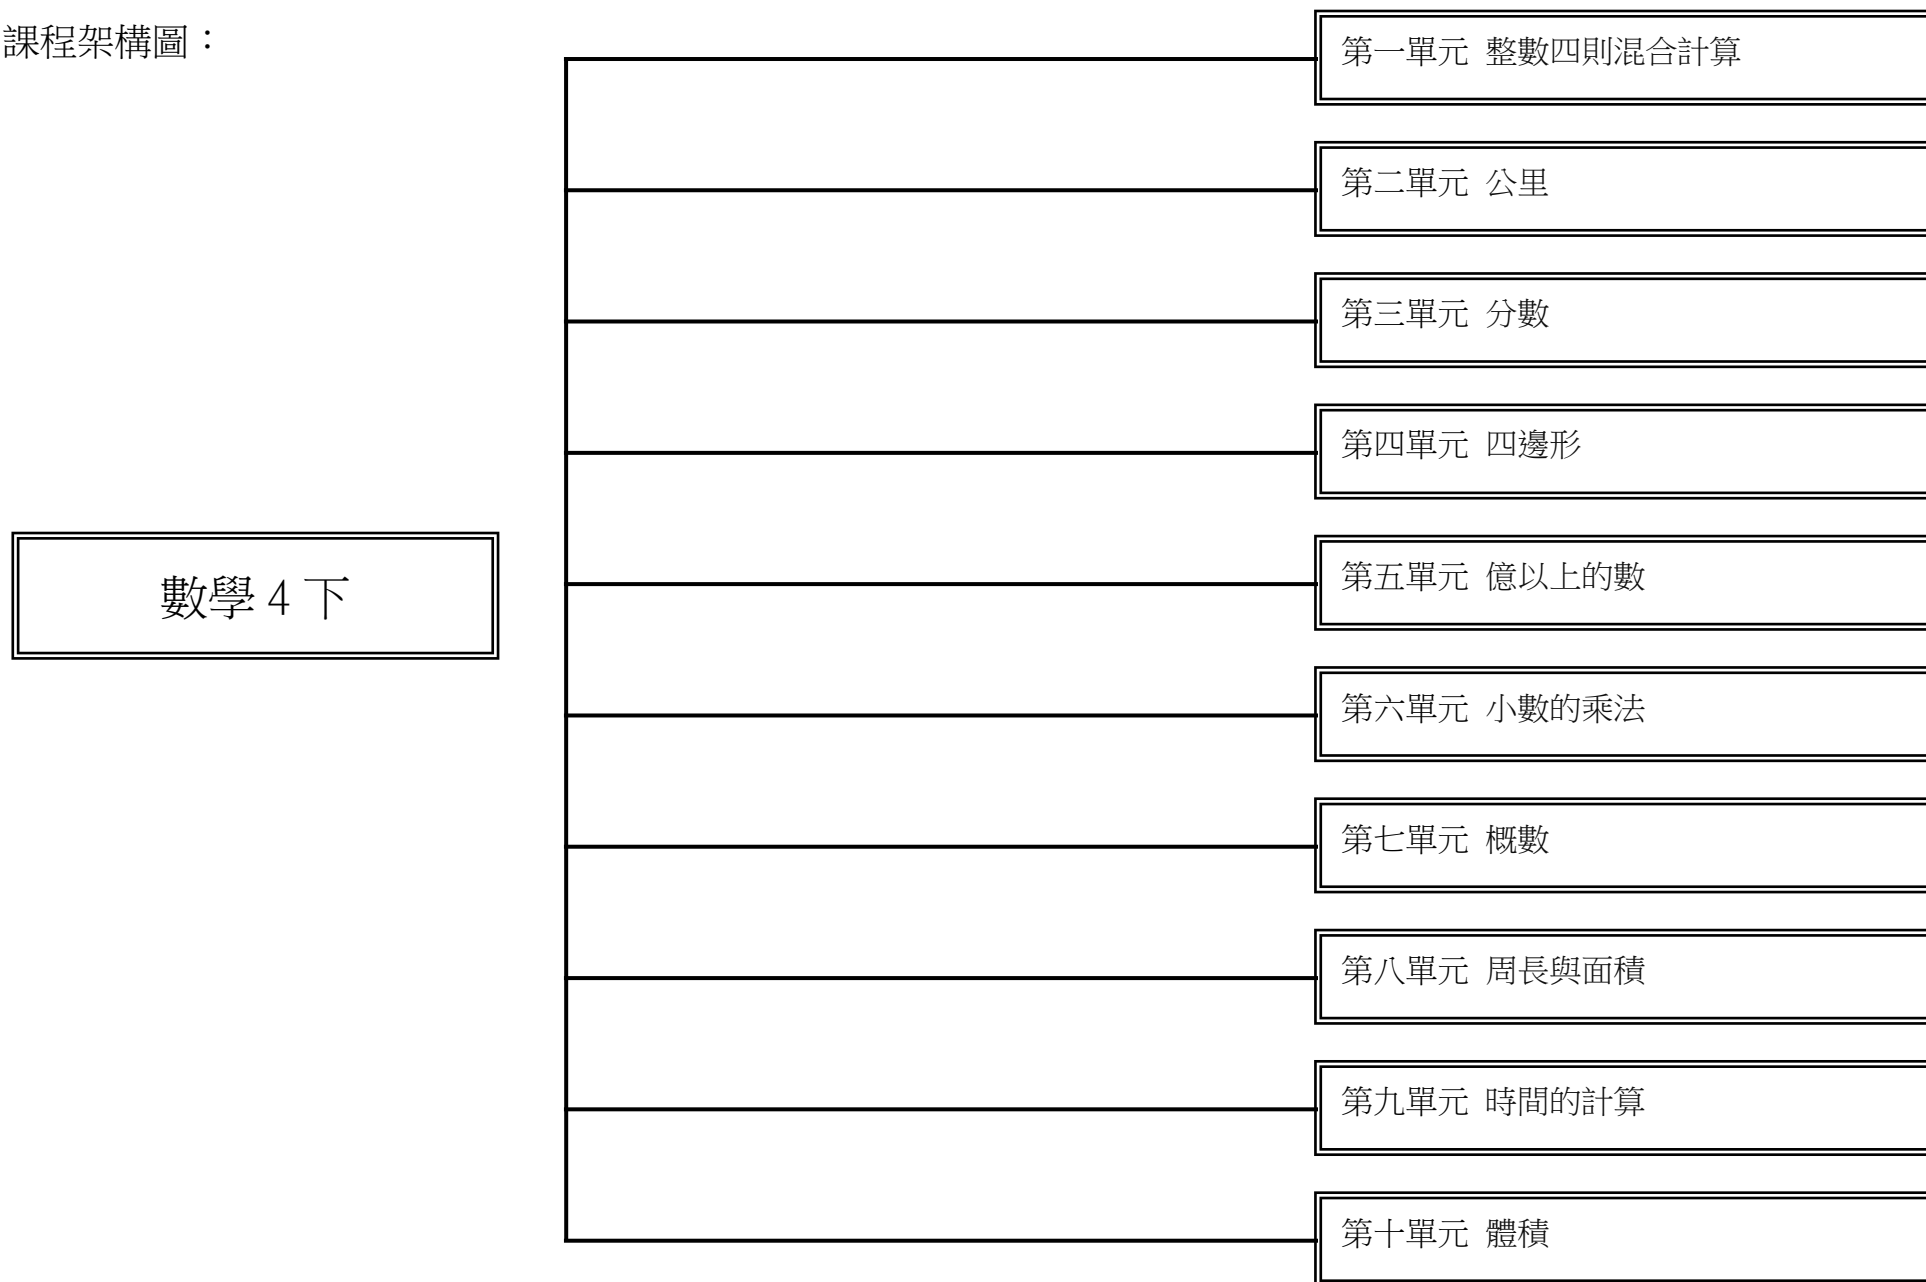 課程架構圖：
第一單元 整數四則混合計算
第二單元 公里
第三單元 分數
第四單元 四邊形
第五單元 億以上的數
數學 4 下
第六單元 小數的乘法
第七單元 概數
第八單元 周長與面積
第九單元 時間的計算
第十單元 體積